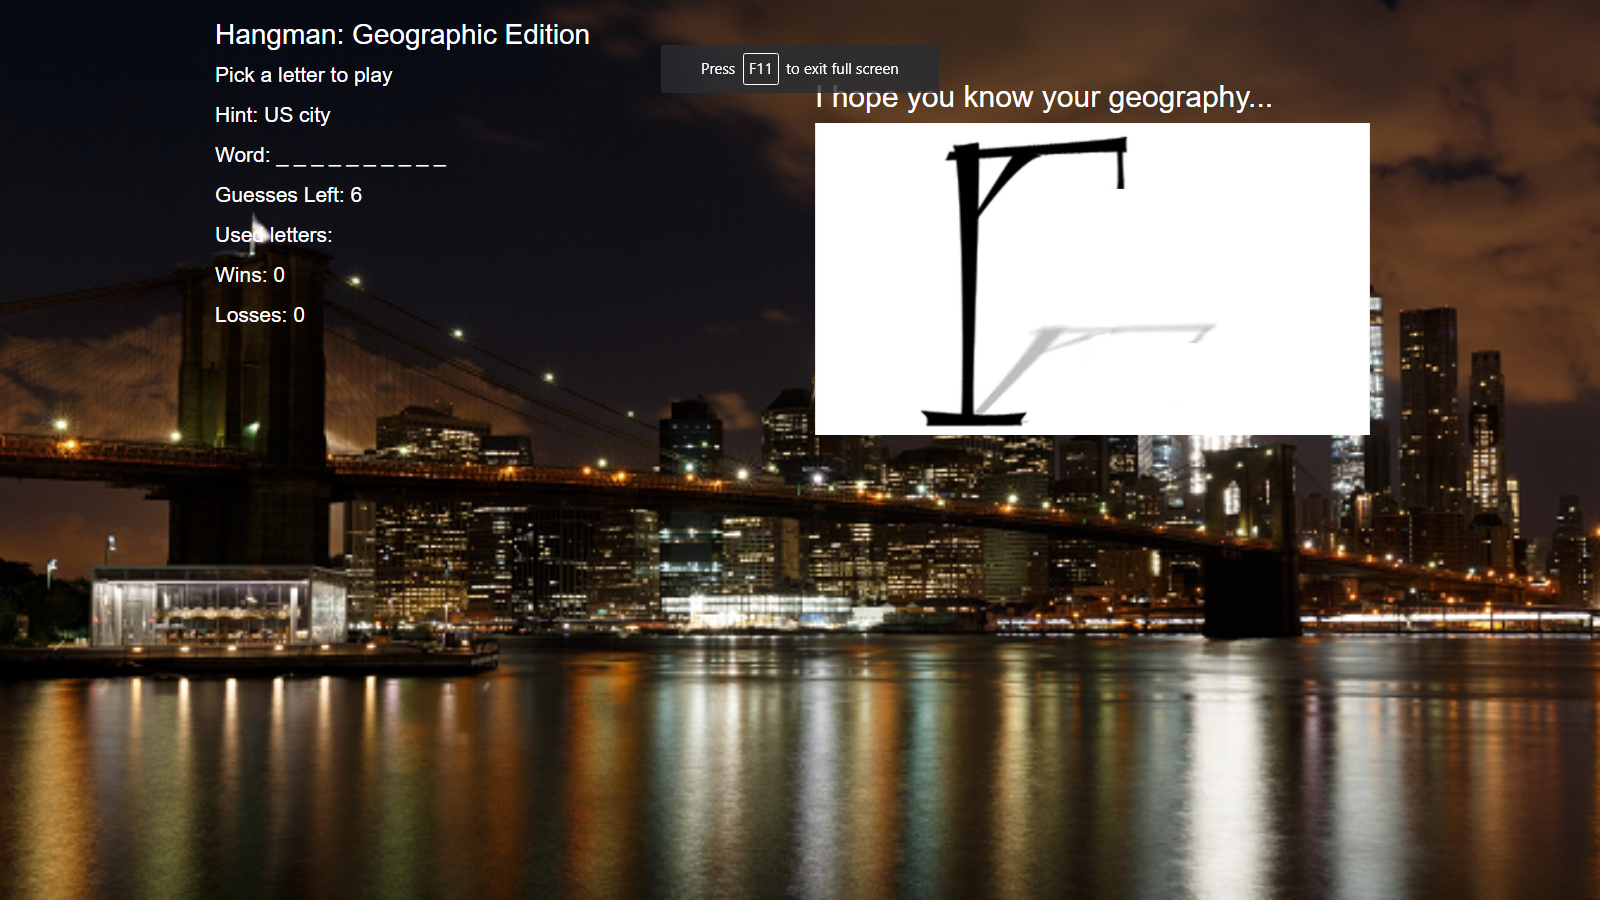 Hangman: Geographic Edition
Pick a letter to play
Hint: US city
Word: _ _ _ _ _ _ _ _ _ _
Guesses Left: 6
Used letters:
Wins: 0
Losses: 0
Press F11 to exit full screen
I hope you know your geography...